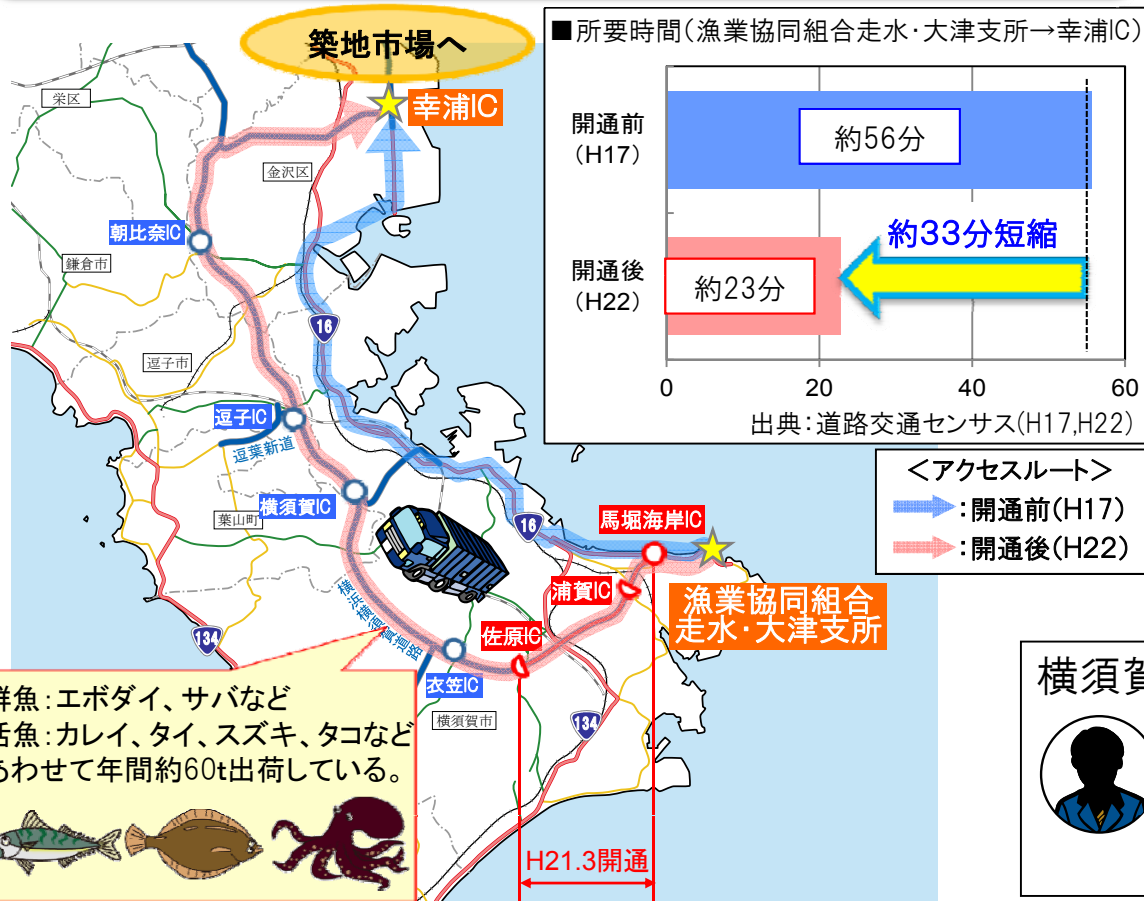 築地市場へ
幸浦IC
栄区
金沢区
朝比奈IC
鎌倉市
16
逗子市
逗子IC
逗葉新道
横須賀IC
葉山町
16
馬堀海岸IC
浦賀IC
漁業協同組合
走水・大津支所
佐原IC
横浜横須賀道路
134
衣笠IC
横須賀市
134
H21.3開通
鮮魚：エボダイ、サバなど
活魚：カレイ、タイ、スズキ、タコなど
あわせて年間約60t出荷している。
■所要時間（漁業協同組合走水・大津支所→幸浦IC）
開通前
（H17）
約56分
約33分短縮
開通後
（H22）
約23分
0 20 40 60
出典：道路交通センサス（H17,H22）
＜アクセスルート＞
：開通前（H17）
：開通後（H22）
横須賀